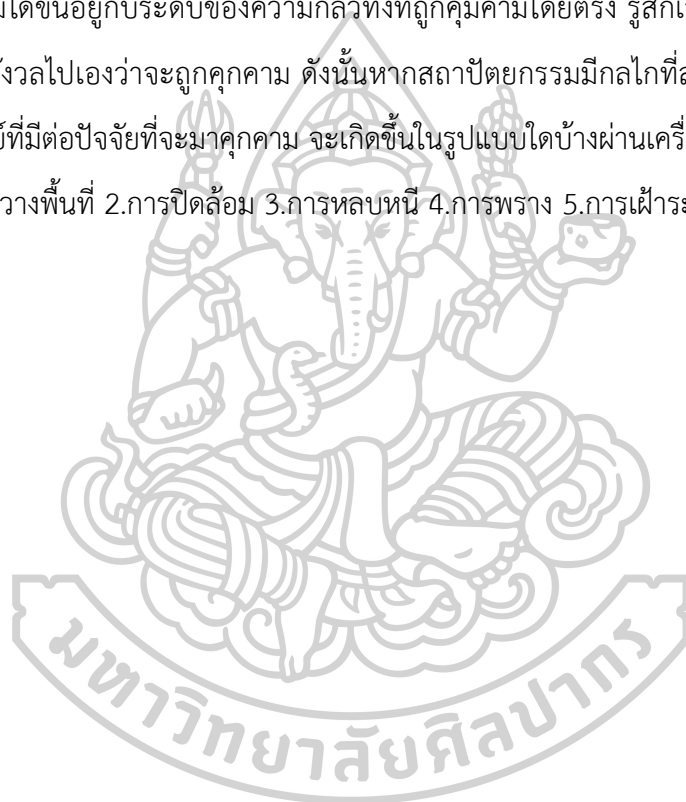 มได้ขึ้นอยู่กับระดับของความกลัวทั้งที่ถูกคุมคามโดยตรง รู้สึกเ
ังวลไปเองว่าจะถูกคุกคาม ดังนั้นหากสถาปัตยกรรมมีกลไกที่ส
ย์ที่มีต่อปัจจัยที่จะมาคุกคาม จะเกิดขึ้นในรูปแบบใดบ้างผ่านเครื่
วางพื้นที่ 2.การปิดล้อม 3.การหลบหนี 4.การพราง 5.การเฝ้าระ
มหาวิทยาลัยศิลปากร